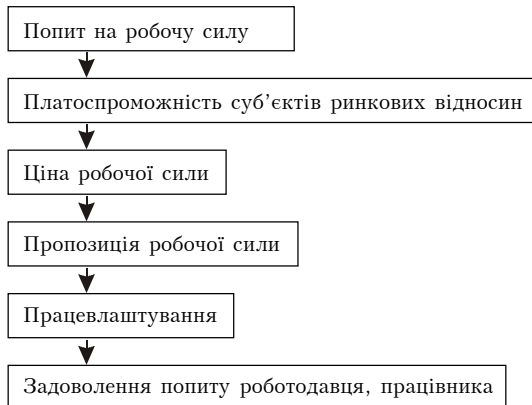 Попит на робочу силу
Платоспроможність суб’єктів ринкових відносин
Ціна робочої сили
Пропозиція робочої сили
Працевлаштування
Задоволення попиту роботодавця, працівника